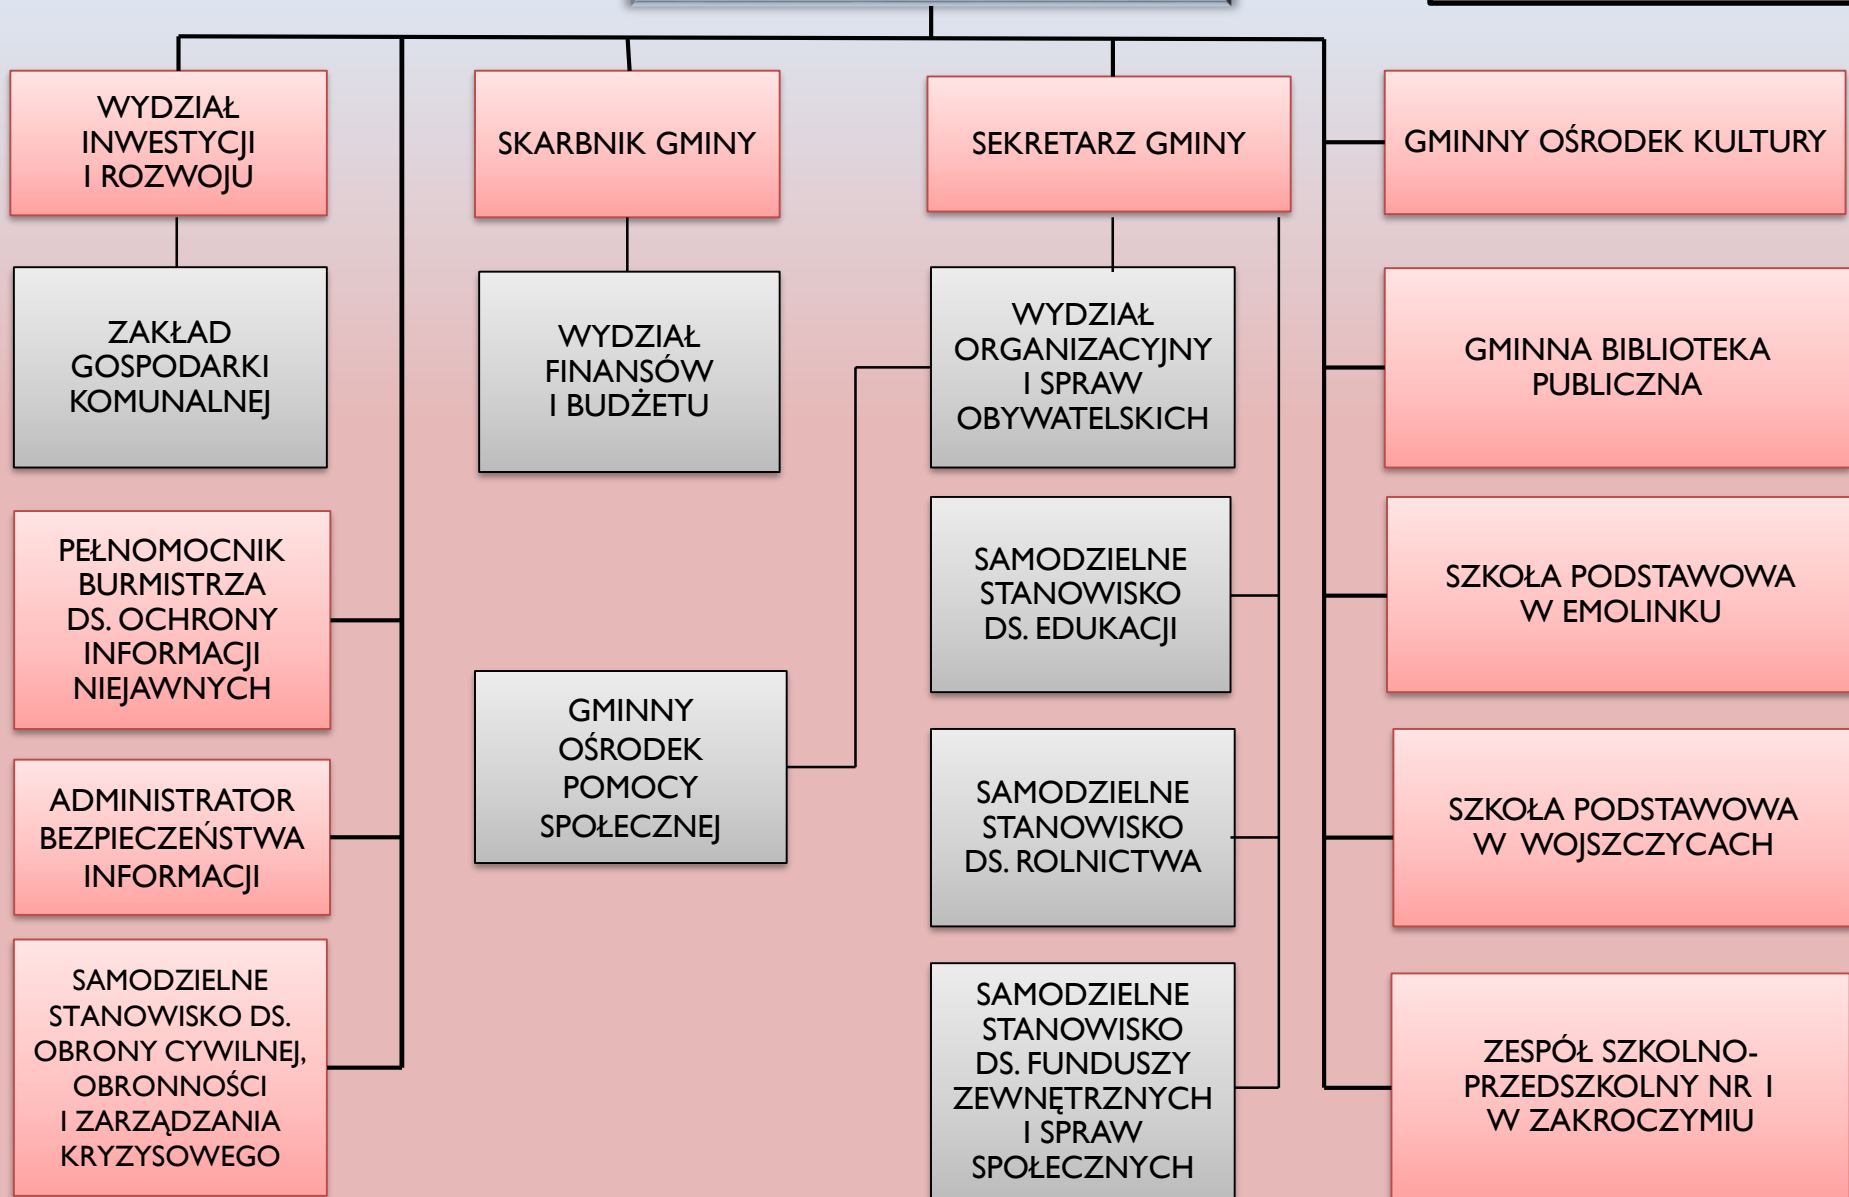 WYDZIAŁ
INWESTYCJI
I ROZWOJU
SKARBNIK GMINY
SEKRETARZ GMINY
GMINNY OŚRODEK KULTURY
ZAKŁAD
GOSPODARKI
KOMUNALNEJ
WYDZIAŁ
FINANSÓW
I BUDŻETU
WYDZIAŁ
ORGANIZACYJNY
I SPRAW
OBYWATELSKICH
GMINNA BIBLIOTEKA
PUBLICZNA
PEŁNOMOCNIK
BURMISTRZA
DS. OCHRONY
INFORMACJI
NIEJAWNYCH
SAMODZIELNE
STANOWISKO
DS. EDUKACJI
SZKOŁA PODSTAWOWA
W EMOLINKU
GMINNY
OŚRODEK
POMOCY
SPOŁECZNEJ
ADMINISTRATOR
BEZPIECZEŃSTWA
INFORMACJI
SAMODZIELNE
STANOWISKO
DS. ROLNICTWA
SZKOŁA PODSTAWOWA
W WOJSZCZYCACH
SAMODZIELNE
STANOWISKO DS.
OBRONY CYWILNEJ,
OBRONNOŚCI
I ZARZĄDZANIA
KRYZYSOWEGO
SAMODZIELNE
STANOWISKO
DS. FUNDUSZY
ZEWNĘTRZNYCH
I SPRAW
SPOŁECZNYCH
ZESPÓŁ SZKOLNO-
PRZEDSZKOLNY NR I
W ZAKROCZYMIU